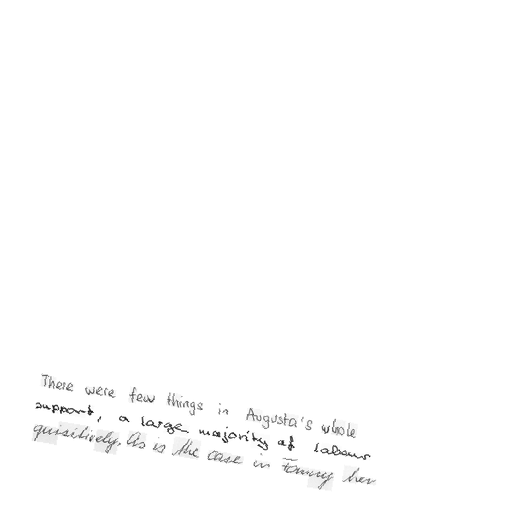 There were few things in Augusta's whole
support, a large majority of labour
quisitively. As is the case in Tommy her